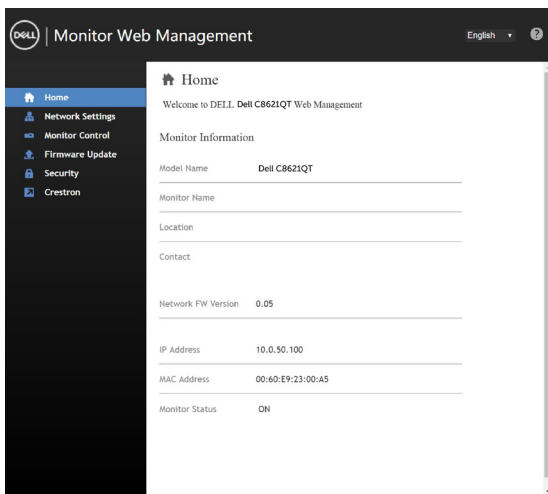 DELL | Monitor Web Management
English
?
Home
Network Settings
Monitor Control
Firmware Update
Security
Crestron
Home
Welcome to DELL Dell C8621QT Web Management
Monitor Information
Model Name Dell C8621QT
Monitor Name
Location
Contact
Network FW Version 0.05
IP Address 10.0.50.100
MAC Address 00:60:E9:23:00:A5
Monitor Status ON